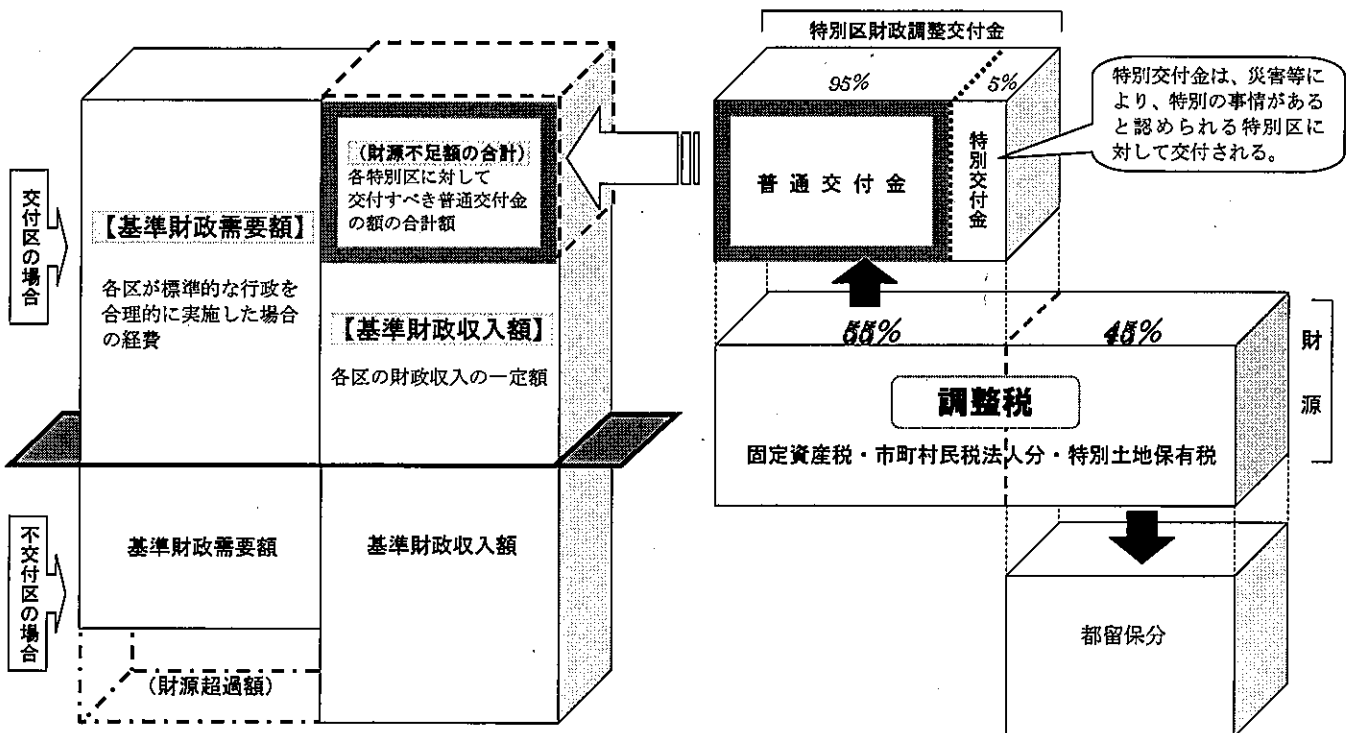 特別区財政調整交付金
95%
5%
特別交付金は、災害等に
より、特別の事情がある
と認められる特別区に
対して交付される。
(財源不足額の合計)
各特別区に対して
交付すべき普通交付金
の額の合計額
普通交付金
特別交付金
交付区の場合
【基準財政需要額】
各区が標準的な行政を
合理的に実施した場合
の経費
【基準財政収入額】
各区の財政収入の一定額
55%
45%
財源
調整税
固定資産税・市町村民税法人分・特別土地保有税
不交付区の場合
基準財政需要額
基準財政収入額
(財源超過額)
都留保分